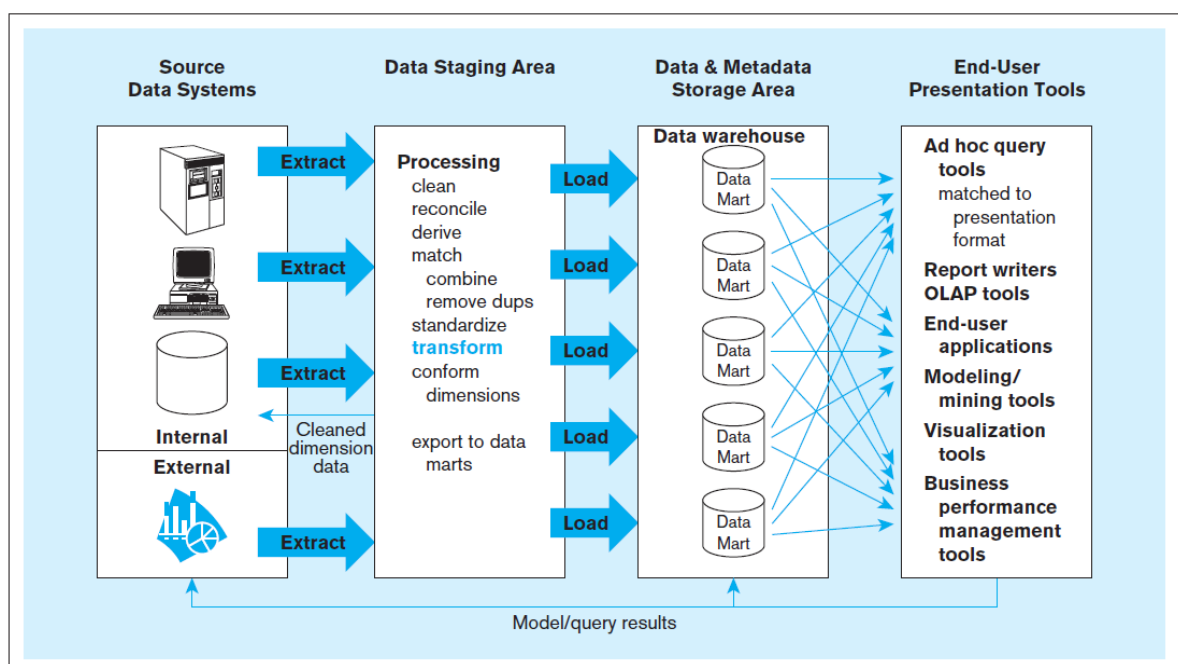 Source
Data Systems
Data Staging Area
Data & Metadata
Storage Area
End-User
Presentation Tools
Extract
Extract
Extract
Internal
External
Extract
Cleaned
dimension
data
Processing
clean
reconcile
derive
match
combine
remove dups
standardize
transform
conform
dimensions
export to data
marts
Load
Load
Load
Load
Load
Data warehouse
Data
Mart
Data
Mart
Data
Mart
Data
Mart
Data
Mart
Ad hoc query
tools
matched to
presentation
format
Report writers
OLAP tools
End-user
applications
Modeling/
mining tools
Visualization
tools
Business
performance
management
tools
Model/query results